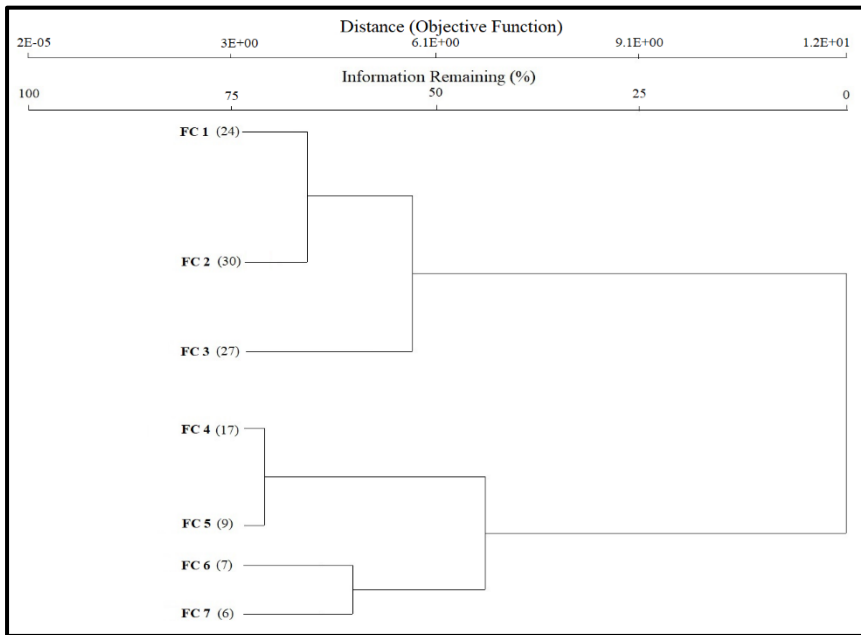 Distance (Objective Function)
2E-05 3E+00 6.1E+00 9.1E+00 1.2E+01
Information Remaining (%)
100 75 50 25 0
FC 1 (24)
FC 2 (30)
FC 3 (27)
FC 4 (17)
FC 5 (9)
FC 6 (7)
FC 7 (6)